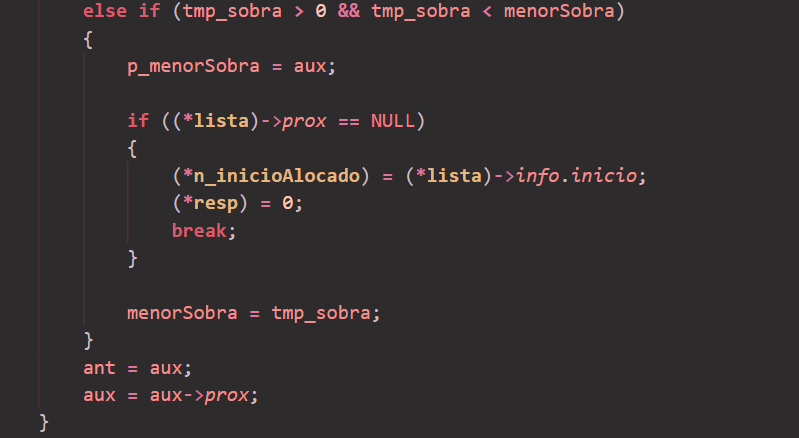 else if (tmp_sobra > 0 && tmp_sobra < menorSobra)
{
p_menorSobra = aux;
if ((*lista)->prox == NULL)
{
(*n_inicioAlocado) = (*lista)->info.inicio;
(*resp) = 0;
break;
}
menorSobra = tmp_sobra;
}
ant = aux;
aux = aux->prox;
}